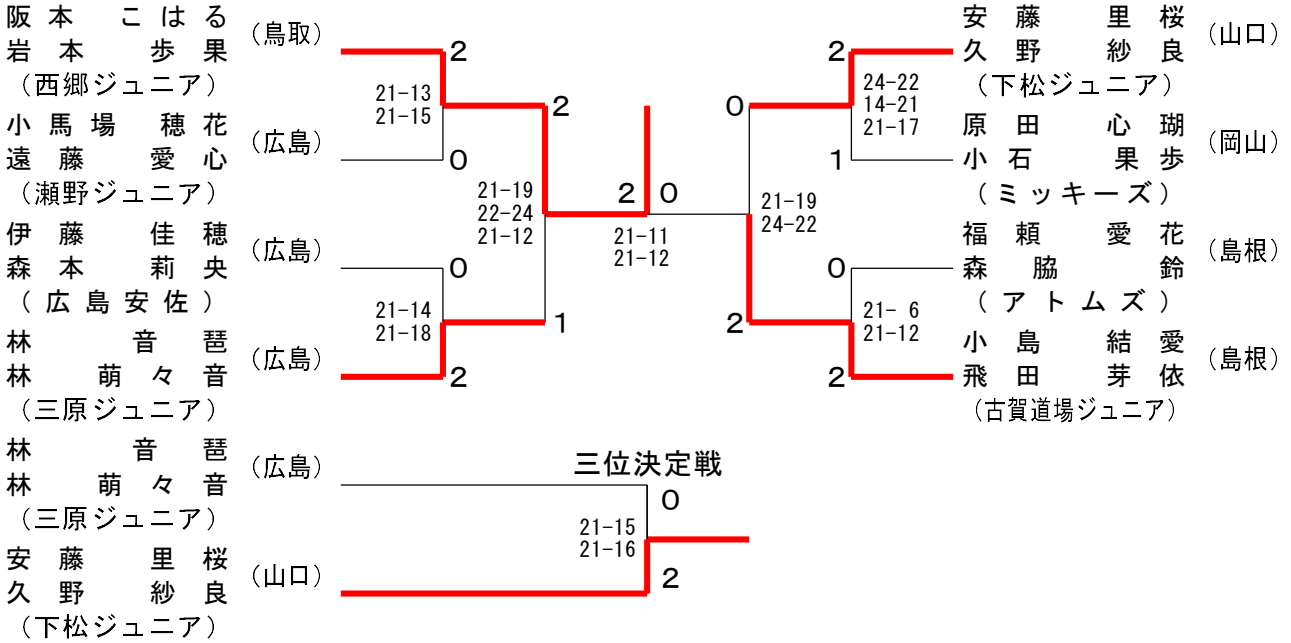 阪本 こはる
岩本 歩果
(鳥取)
(西郷ジュニア)
小馬場 穂花
遠藤 愛心
(広島)
(瀬野ジュニア)
伊藤 佳穂
森本 莉央
(広島)
(広島安佐)
林 音琶
林 萌々音
(広島)
(三原ジュニア)
2
21-13
21-15
0
0
21-14
21-18
2
2
21-19
22-24
21-12
1
2 0
21-11
21-12
0
21-19
24-22
2
2
24-22
14-21
21-17
1
0
21- 6
21-12
2
安藤 里桜
久野 紗良
(山口)
(下松ジュニア)
原田 心瑚
小石 果歩
(岡山)
(ミッキーズ)
福頼 愛花
森脇 鈴
(島根)
(アトムズ)
小島 結愛
飛田 芽依
(島根)
(古賀道場ジュニア)
三位決定戦
林 音琶
林 萌々音
(広島)
(三原ジュニア)
安藤 里桜
久野 紗良
(山口)
(下松ジュニア)
0
21-15
21-16
2